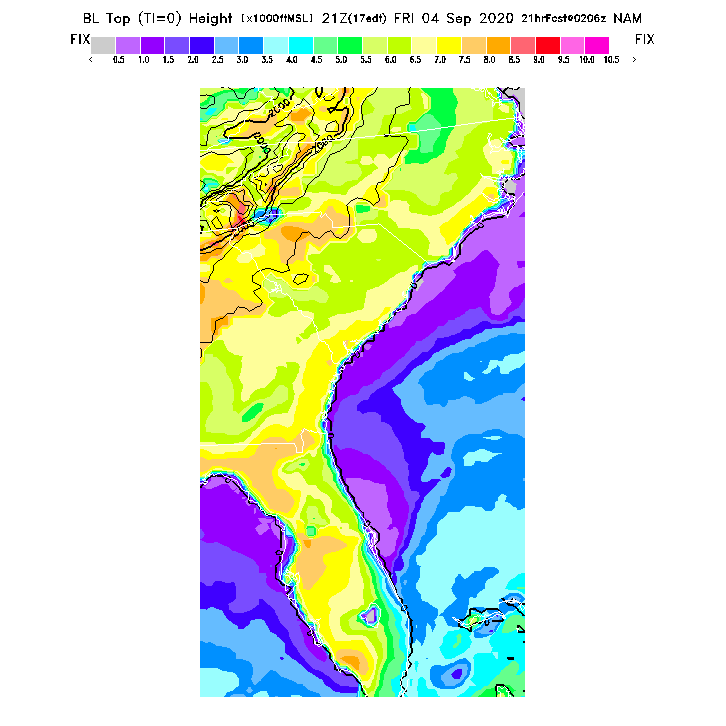 BL Top (TI=0) Height [x1000ftMSL] 21Z(17edt) FRI 04 Sep 2020 21hrFcst@0206z NAM
FIX FIX
< 0.5 1.0 1.5 2.0 2.5 3.0 3.5 4.0 4.5 5.0 5.5 6.0 6.5 7.0 7.5 8.0 8.5 9.0 9.5 10.0 10.5 >
2000
2000
2000